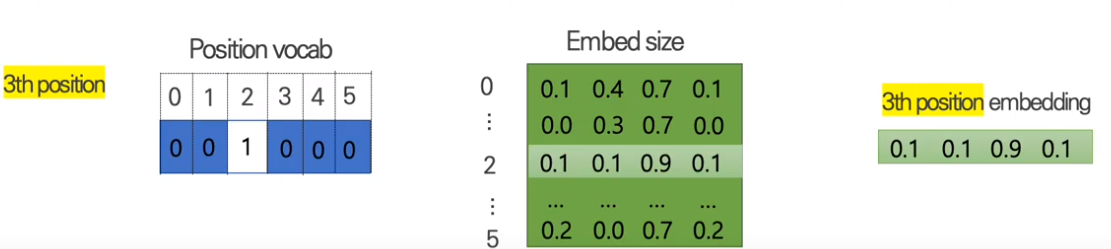 3th position
Position vocab
0 1 2 3 4 5
0 0 1 0 0 0
Embed size
0 0.1 0.4 0.7 0.1
⋮ 0.0 0.3 0.7 0.0
2 0.1 0.1 0.9 0.1
⋮ ... ... ... ...
5 0.2 0.0 0.7 0.2
3th position embedding
0.1 0.1 0.9 0.1